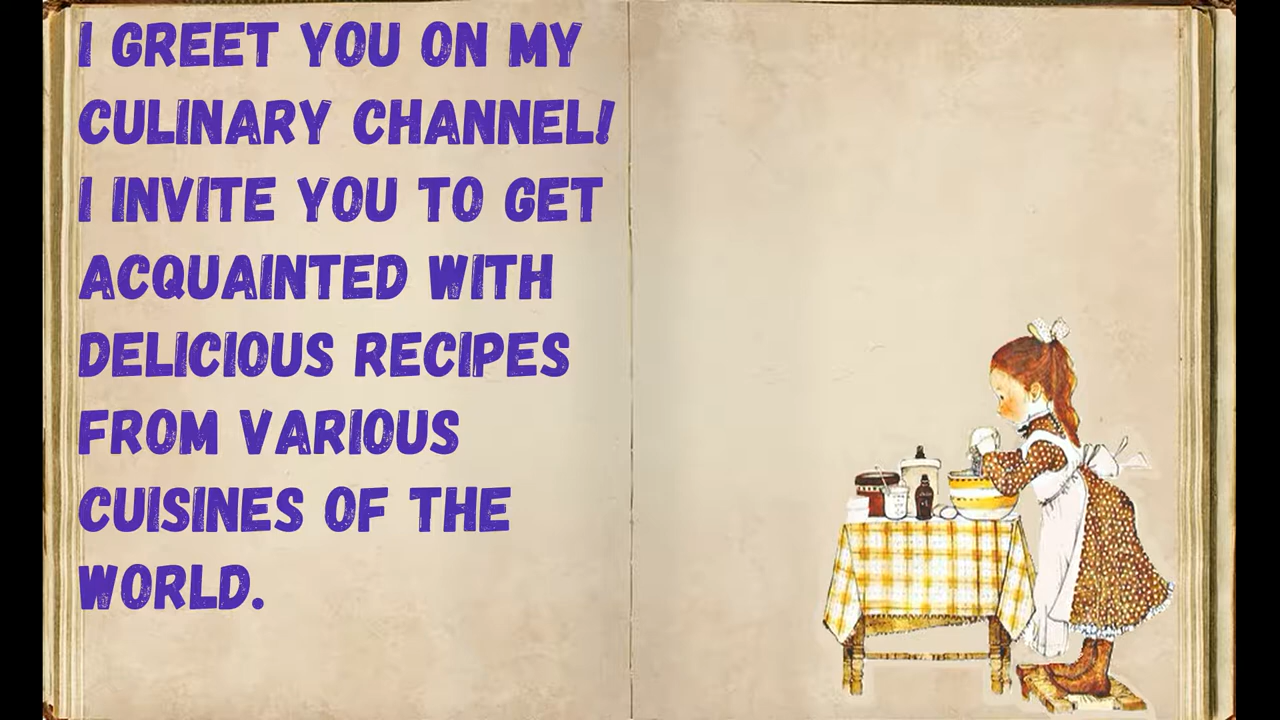 I GREET YOU ON MY
CULINARY CHANNEL!
I INVITE YOU TO GET
ACQUAINTED WITH
DELICIOUS RECIPES
FROM VARIOUS
CUISINES OF THE
WORLD.